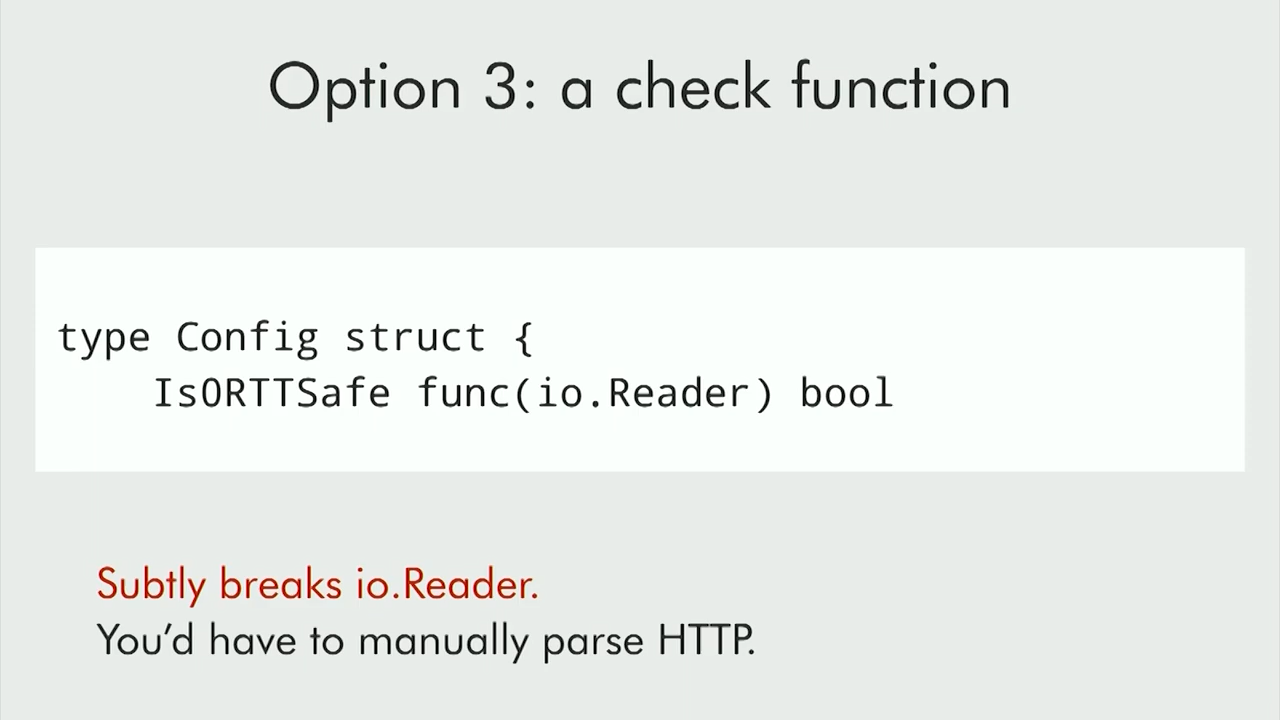 Option 3: a check function
type Config struct {
    Is0RTTSafe func(io.Reader) bool
Subtly breaks io.Reader.
You’d have to manually parse HTTP.